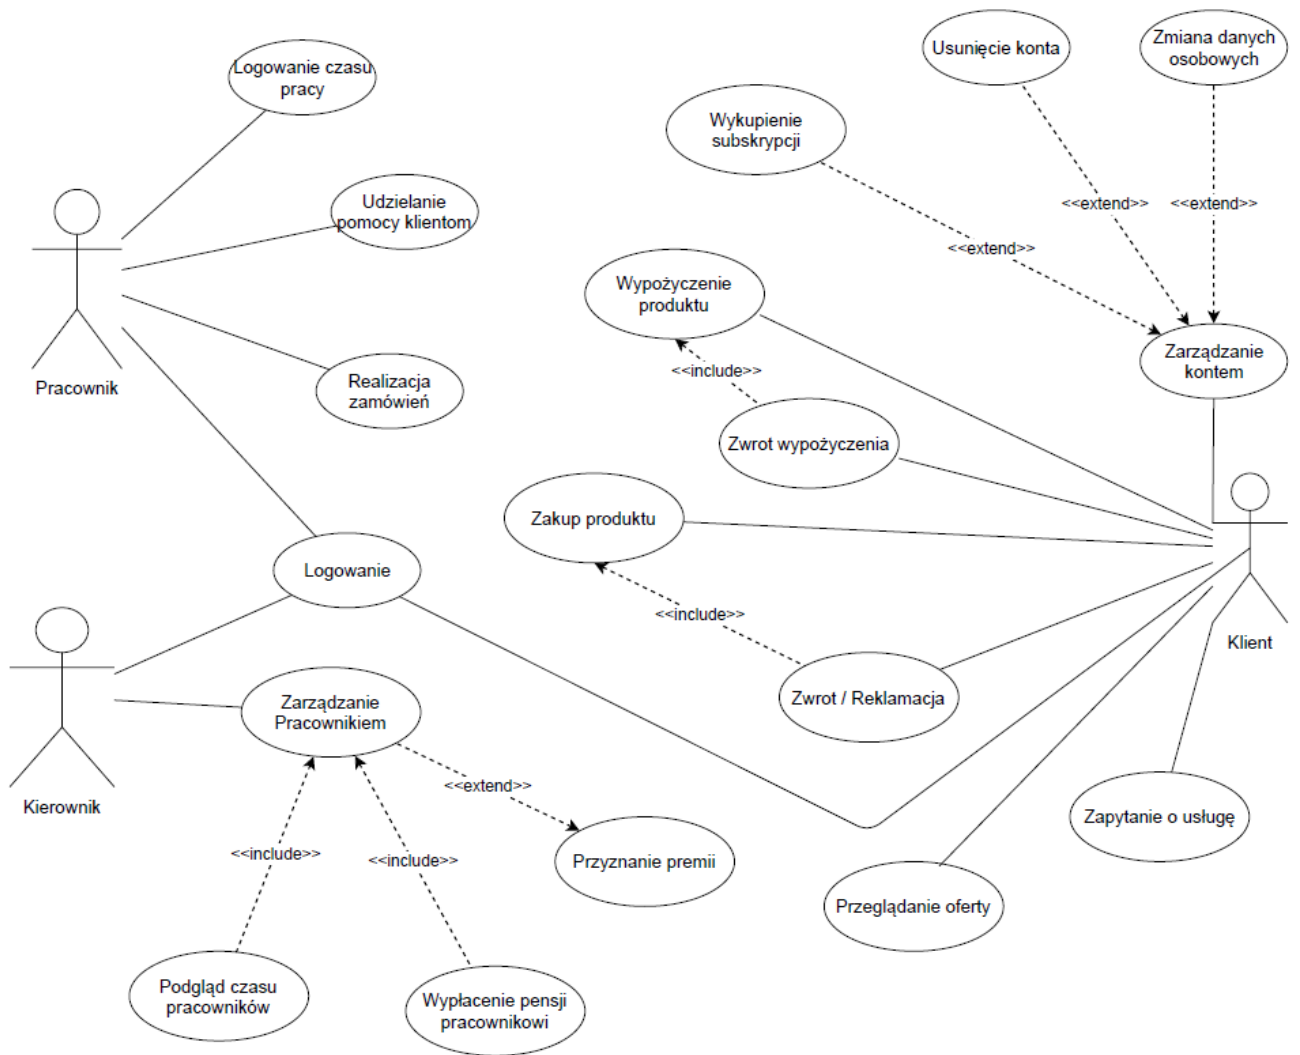 Logowanie czasu
pracy
Usunięcie konta
Zmiana danych
osobowych
Wykupienie
subskrypcji
Udzielanie
pomocy klientom
<<extend>>
<<extend>>
<<extend>>
Wypożyczenie
produktu
Zarządzanie
kontem
<<include>>
Pracownik
Realizacja
zamówień
Zwrot wypożyczenia
Zakup produktu
Logowanie
<<include>>
Klient
Zwrot / Reklamacja
Zarządzanie
Pracownikiem
<<extend>>
Kierownik
Zapytanie o usługę
<<include>>
<<include>>
Przyznanie premii
Przeglądanie oferty
Podgląd czasu
pracowników
Wypłacenie pensji
pracownikowi